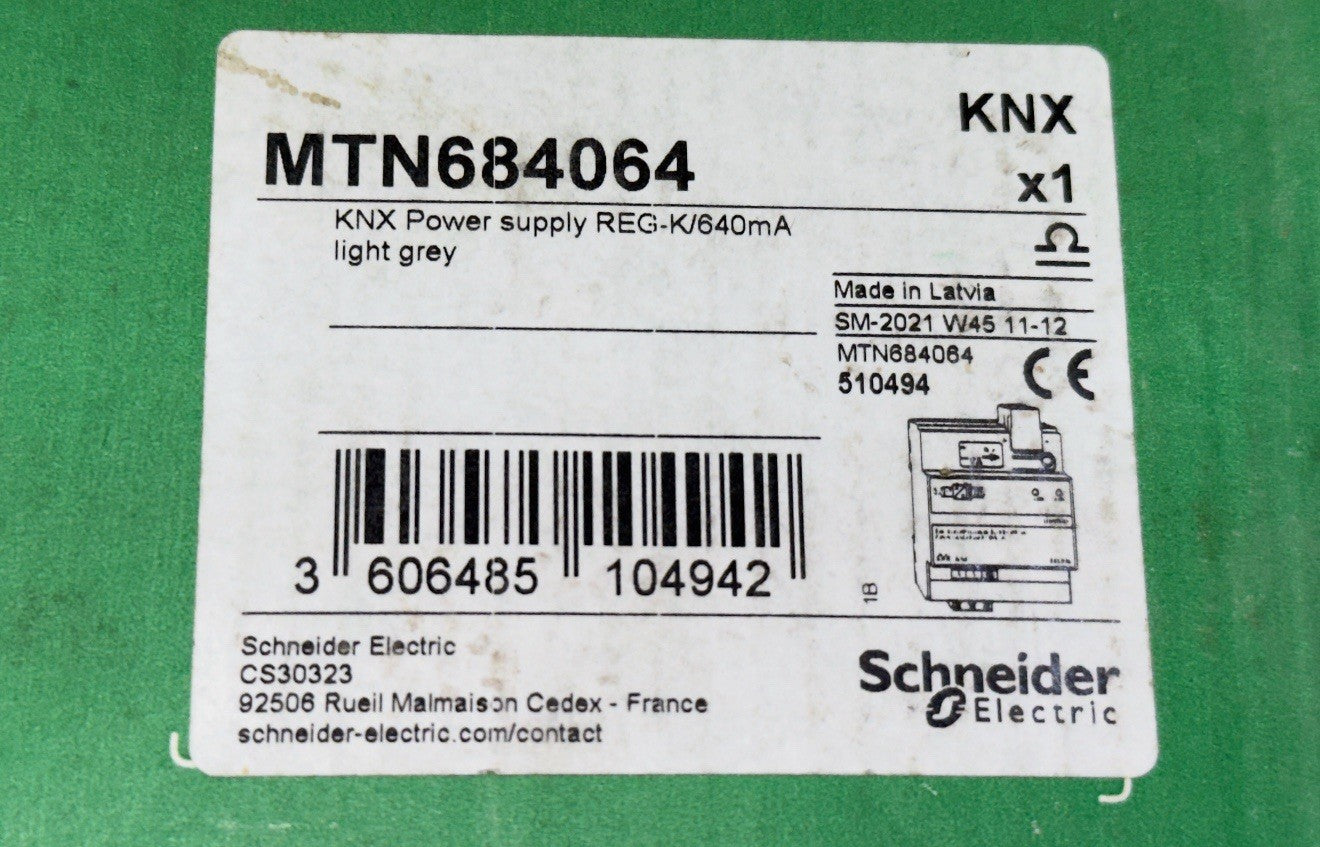 MTN684064
KNX
x1
KNX Power supply REG-K/640mA
light grey
Made in Latvia
SM-2021 W45 11-12
MTN684064
510494
CE
1B
3 606485 104942
Schneider Electric
CS30323
92506 Rueil Malmaison Cedex - France
schneider-electric.com/contact
Schneider
Electric